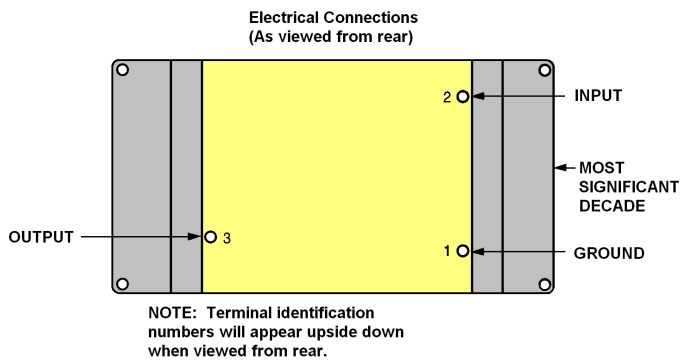 Electrical Connections
(As viewed from rear)
2
INPUT
MOST
SIGNIFICANT
DECADE
OUTPUT
3
1
GROUND
NOTE: Terminal identification
numbers will appear upside down
when viewed from rear.